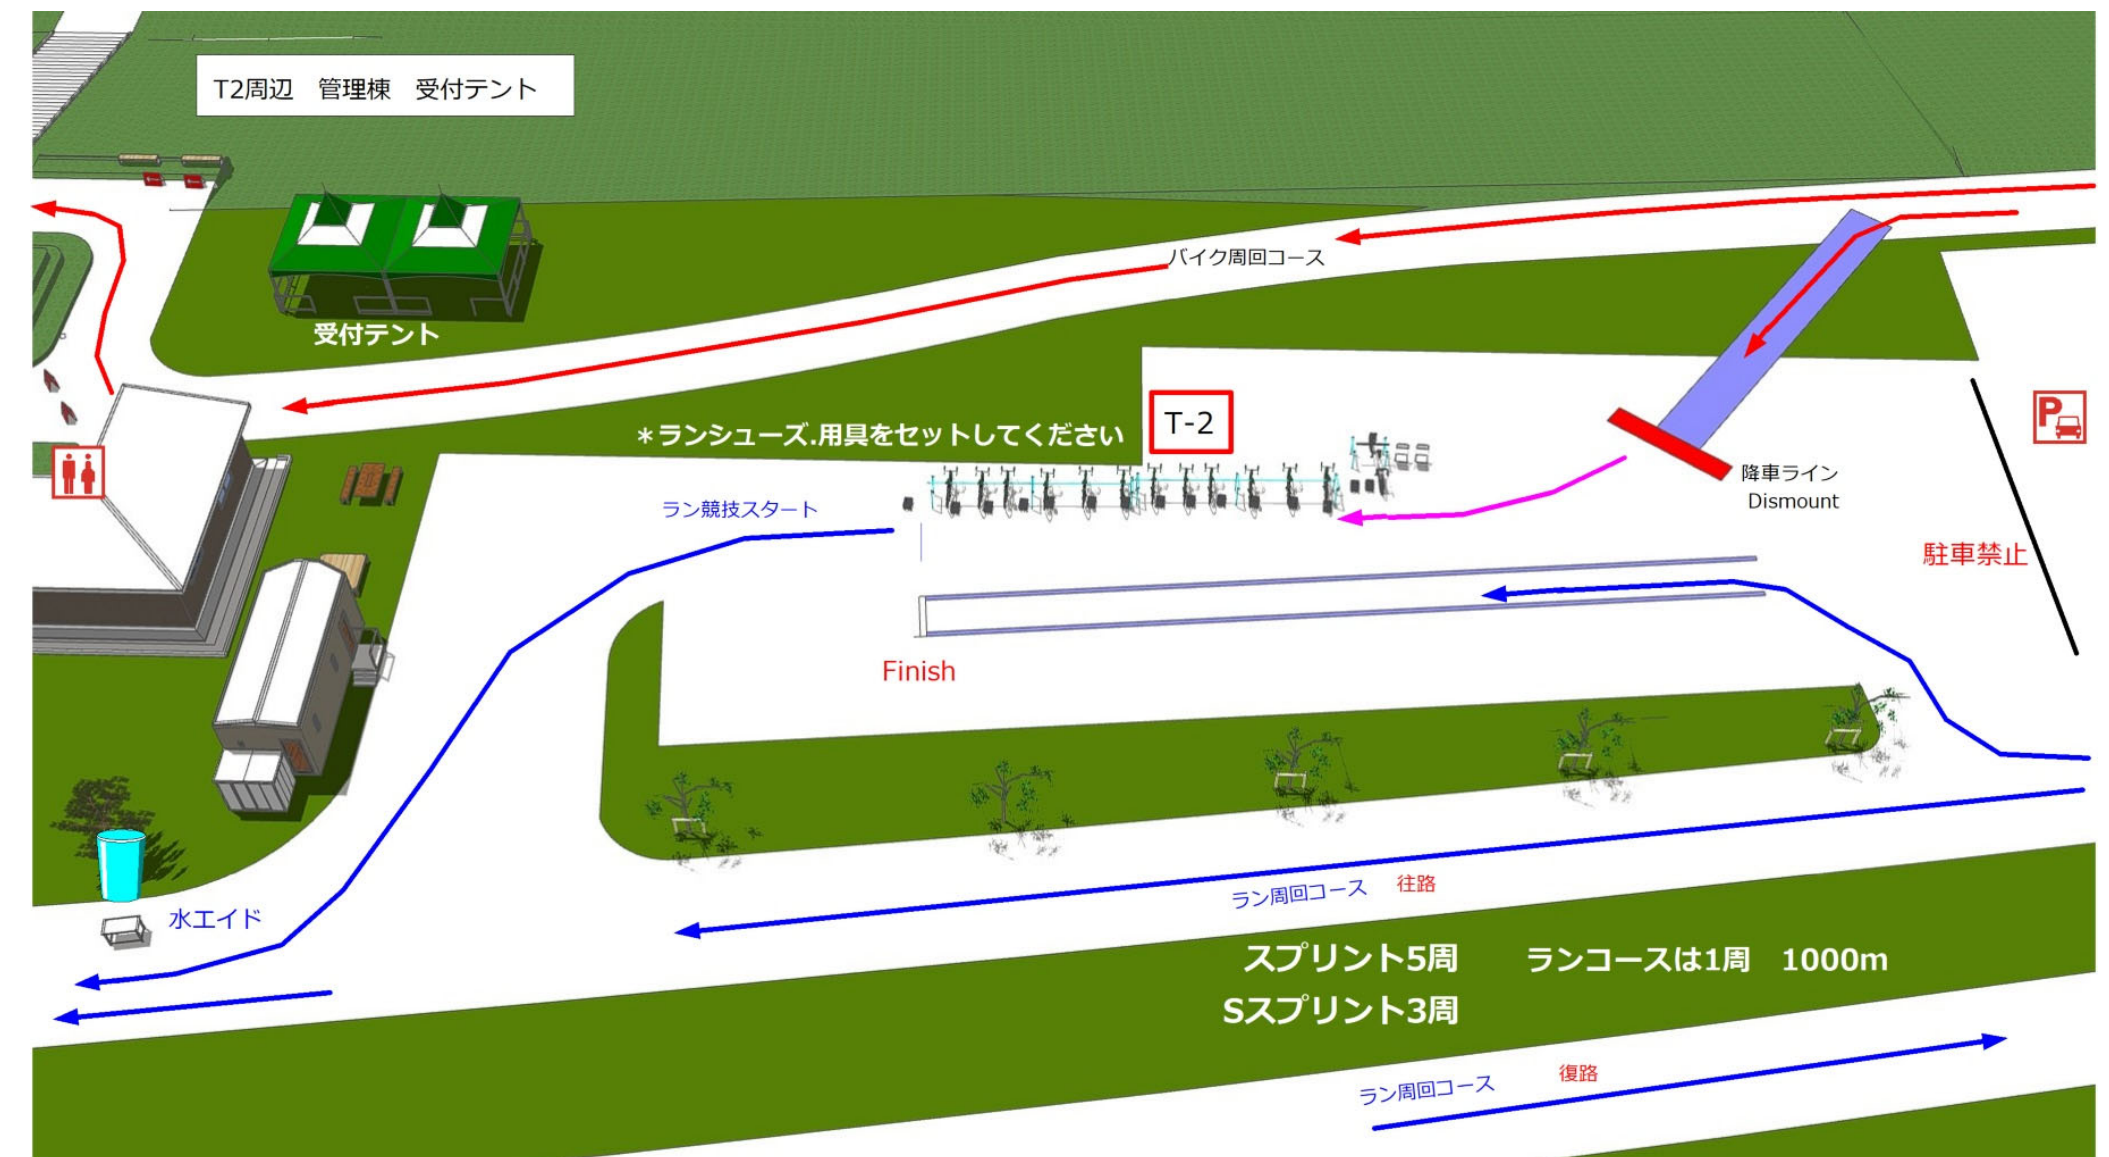 T2周辺　管理棟　受付テント
バイク周回コース
受付テント
P
T-2
＊ランシューズ.用具をセットしてください
降車ライン
Dismount
ラン競技スタート
駐車禁止
Finish
ラン周回コース　往路
水エイド
スプリント5周　ランコースは1周　1000m
Sスプリント3周
ラン周回コース　復路